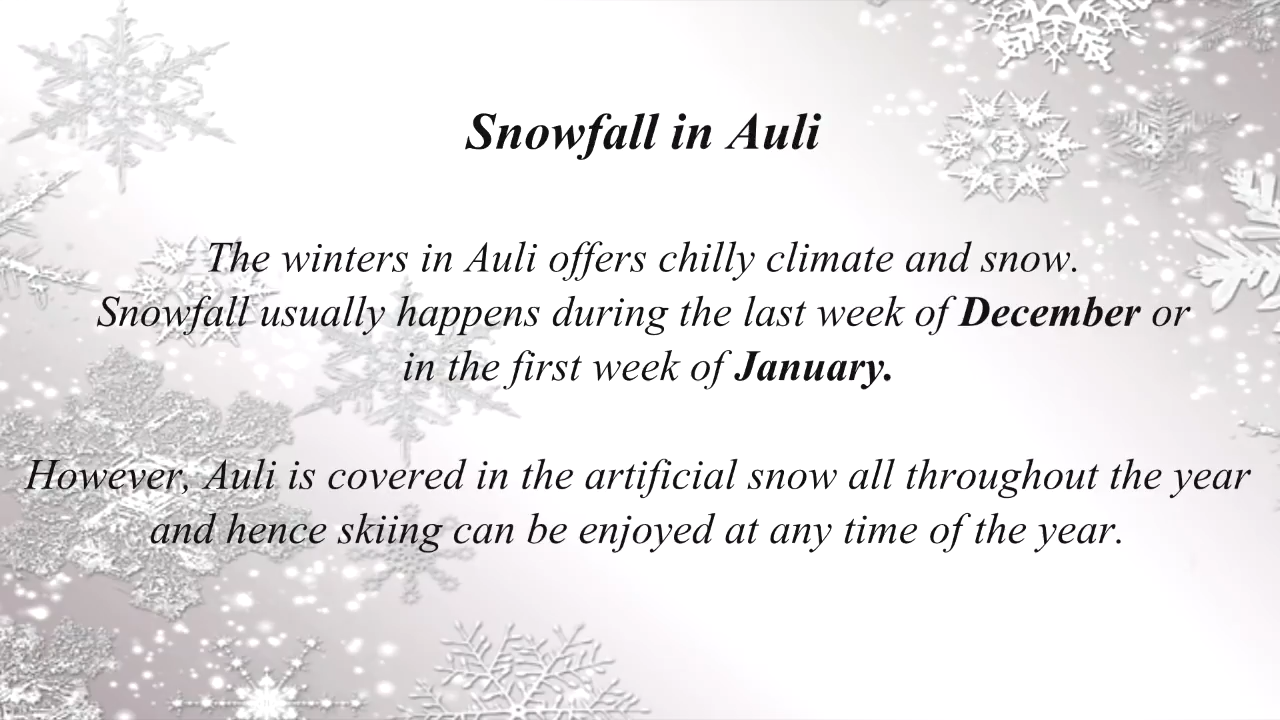 Snowfall in Auli
The winters in Auli offers chilly climate and snow.
Snowfall usually happens during the last week of December or
in the first week of January.
However, Auli is covered in the artificial snow all throughout the year
and hence skiing can be enjoyed at any time of the year.